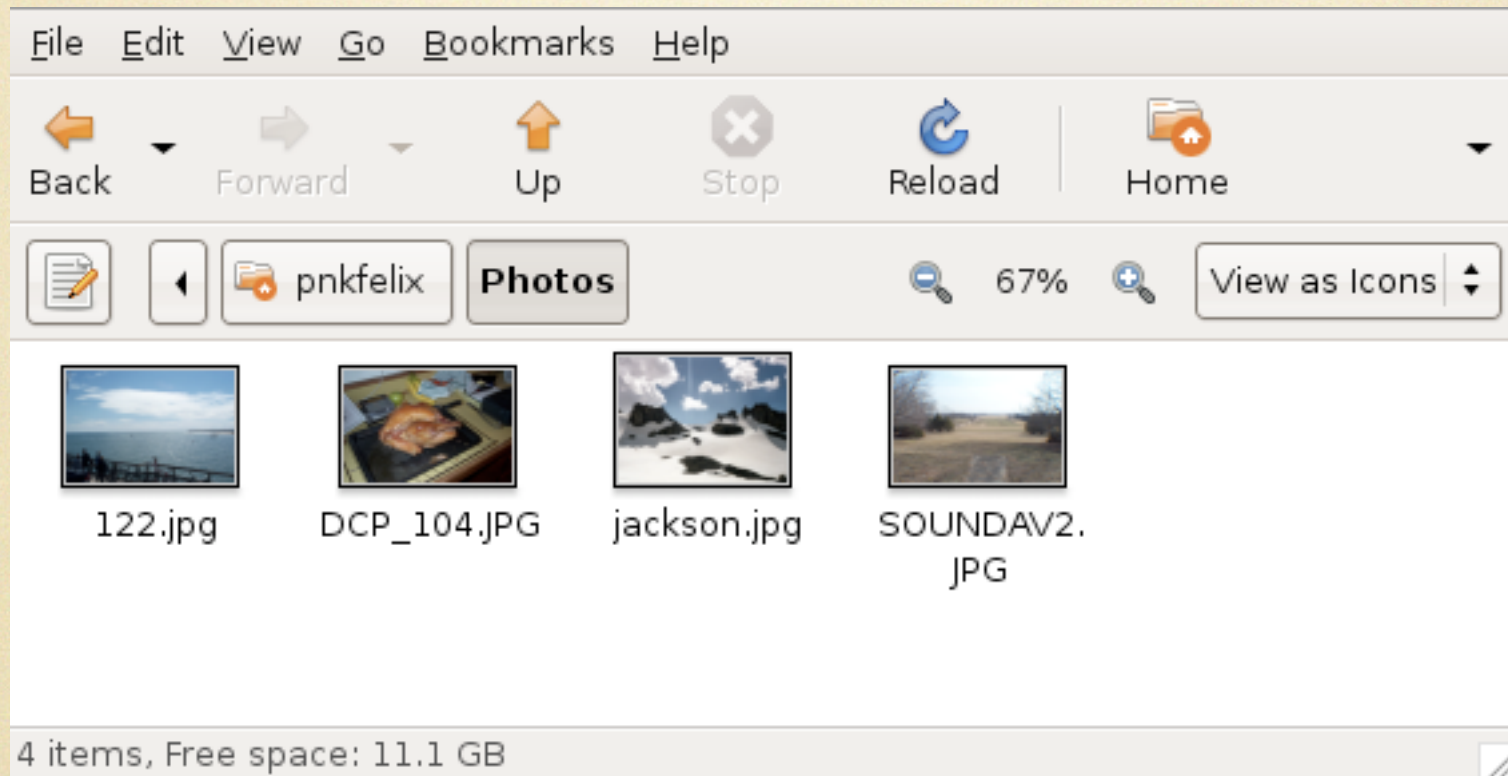 File Edit View Go Bookmarks Help
Back Forward Up Stop Reload Home
pnkfelix Photos 67% View as Icons
122.jpg DCP_104.JPG jackson.jpg SOUNDAV2.
JPG
4 items, Free space: 11.1 GB